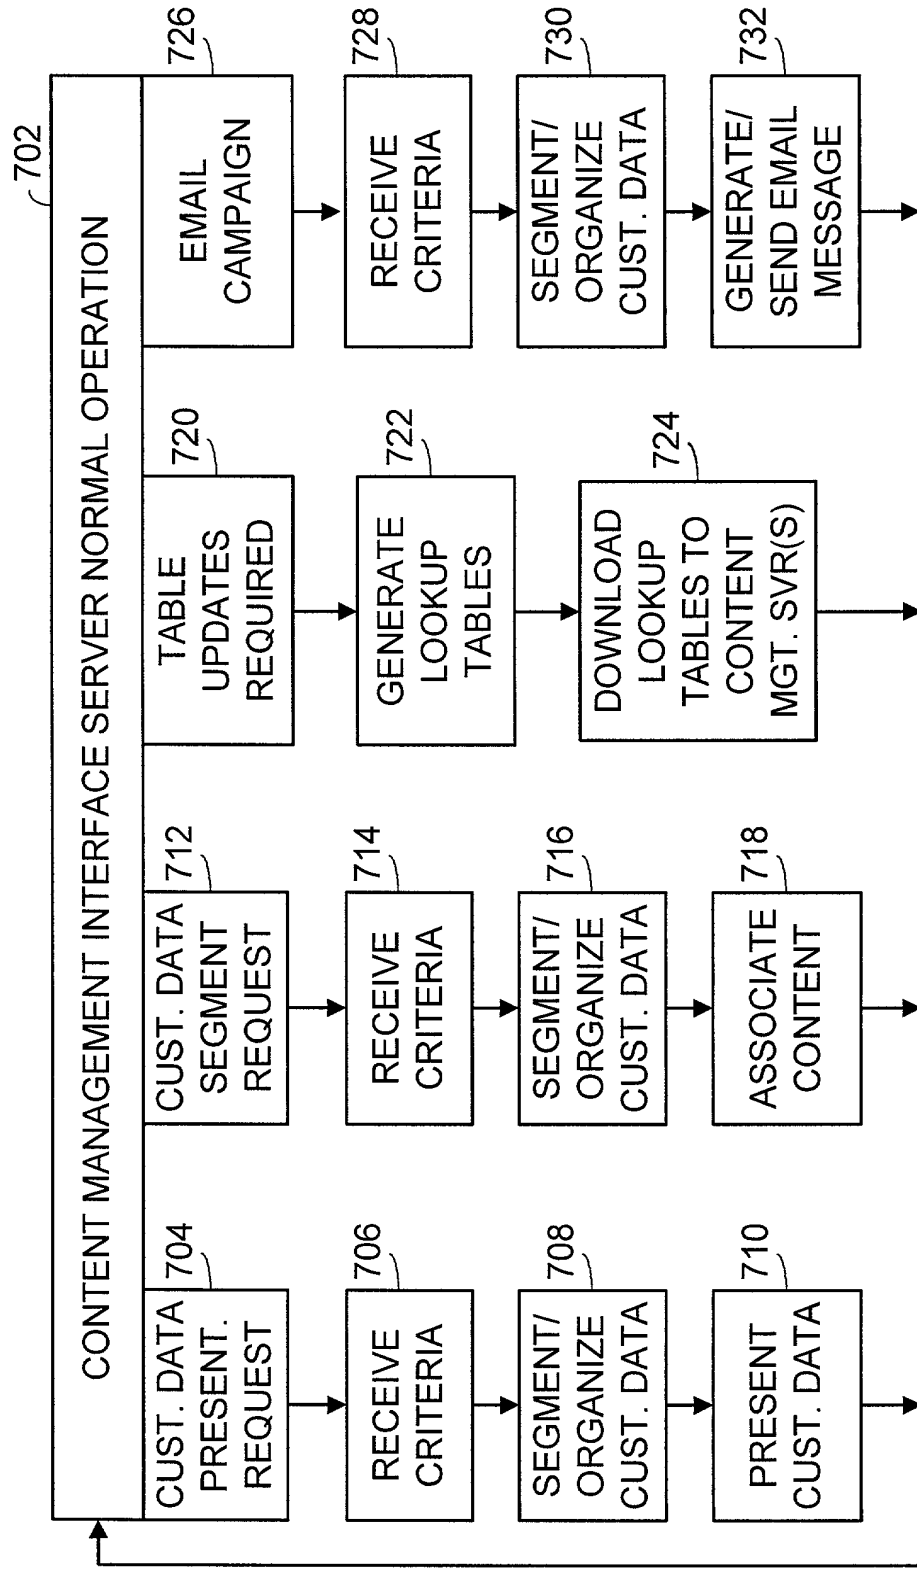 702
CONTENT MANAGEMENT INTERFACE SERVER NORMAL OPERATION
704
CUST. DATA
PRESENT.
REQUEST
706
RECEIVE
CRITERIA
708
SEGMENT/
ORGANIZE
CUST. DATA
710
PRESENT
CUST. DATA
712
CUST. DATA
SEGMENT
REQUEST
714
RECEIVE
CRITERIA
716
SEGMENT/
ORGANIZE
CUST. DATA
718
ASSOCIATE
CONTENT
720
TABLE
UPDATES
REQUIRED
722
GENERATE
LOOKUP
TABLES
724
DOWNLOAD
LOOKUP
TABLES TO
CONTENT
MGT. SVR(S)
726
EMAIL
CAMPAIGN
728
RECEIVE
CRITERIA
730
SEGMENT/
ORGANIZE
CUST. DATA
732
GENERATE/
SEND EMAIL
MESSAGE